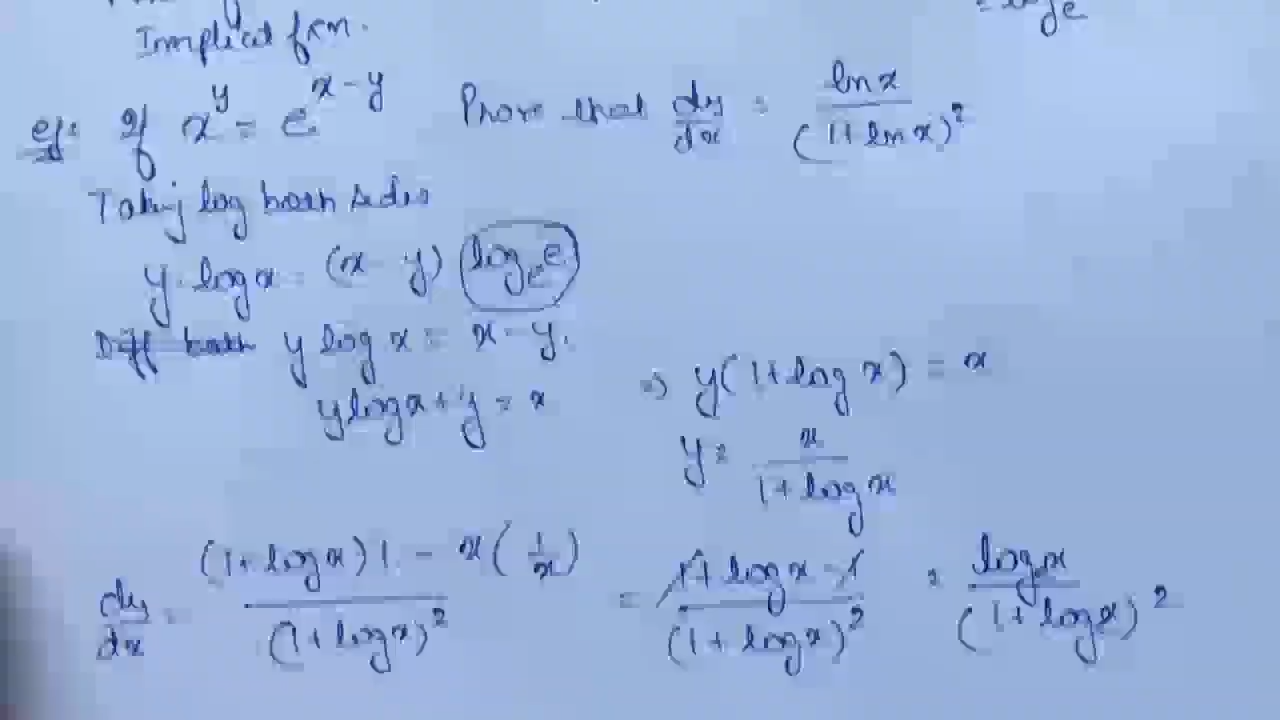 Implicit fxn.
eg: If x^y = e^(x-y) Prove that dy/dx = ln x/(1+ln x)^2
Taking log both sides
y·log x = (x-y) log_e e
Diff both y log x = x-y.
y log x + y = x ⇒ y(1+log x) = x
y = x/(1+log x)
dy/dx = ((1+log x)1 - x(1/x))/(1+log x)^2 = (1+log x-1)/(1+log x)^2 = log x/(1+log x)^2